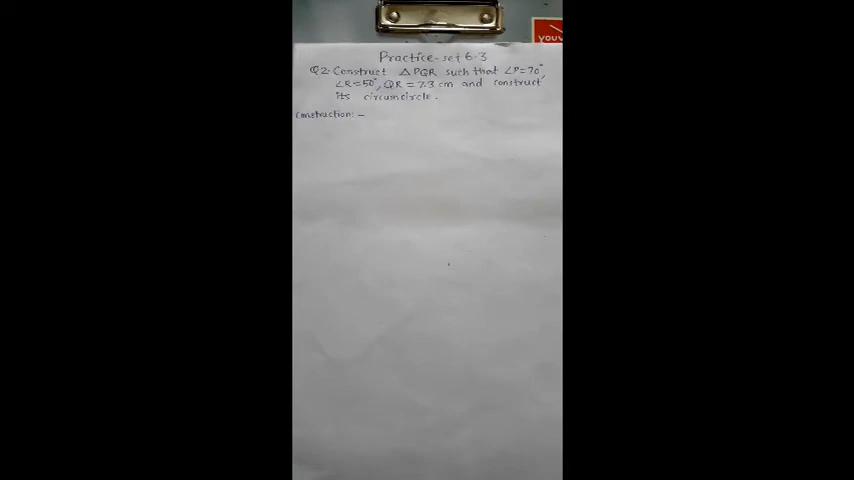 Practice-set 6.3
Q2. Construct △PQR such that ∠P=70°,
∠R=50°, QR = 7.3 cm and construct
its circumcircle.
Construction: —